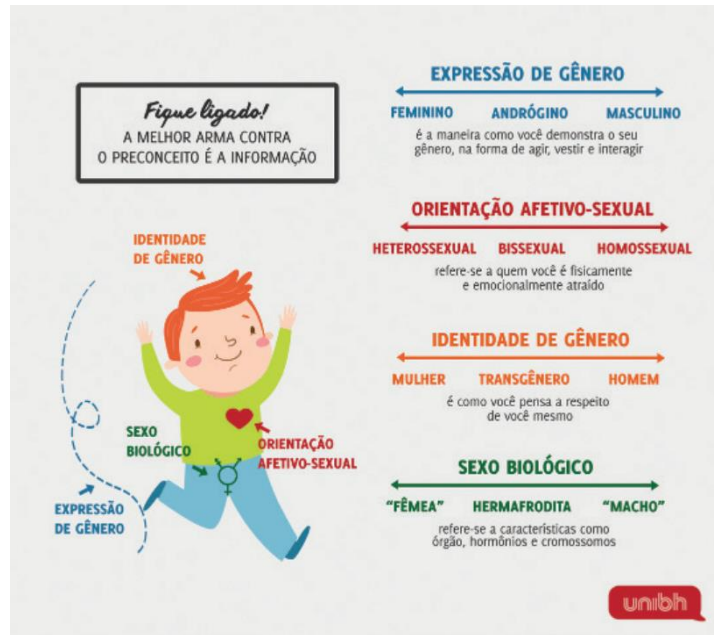 Fique ligado!
A MELHOR ARMA CONTRA
O PRECONCEITO É A INFORMAÇÃO
IDENTIDADE
DE GÊNERO
SEXO
BIOLÓGICO
ORIENTAÇÃO
AFETIVO-SEXUAL
EXPRESSÃO
DE GÊNERO
EXPRESSÃO DE GÊNERO
FEMININO ANDRÓGINO MASCULINO
é a maneira como você demonstra o seu
gênero, na forma de agir, vestir e interagir
ORIENTAÇÃO AFETIVO-SEXUAL
HETEROSSEXUAL BISSEXUAL HOMOSSEXUAL
refere-se a quem você é fisicamente
e emocionalmente atraído
IDENTIDADE DE GÊNERO
MULHER TRANSGÊNERO HOMEM
é como você pensa a respeito
de você mesmo
SEXO BIOLÓGICO
“FÊMEA” HERMAFRODITA “MACHO”
refere-se a características como
órgão, hormônios e cromossomos
unibh